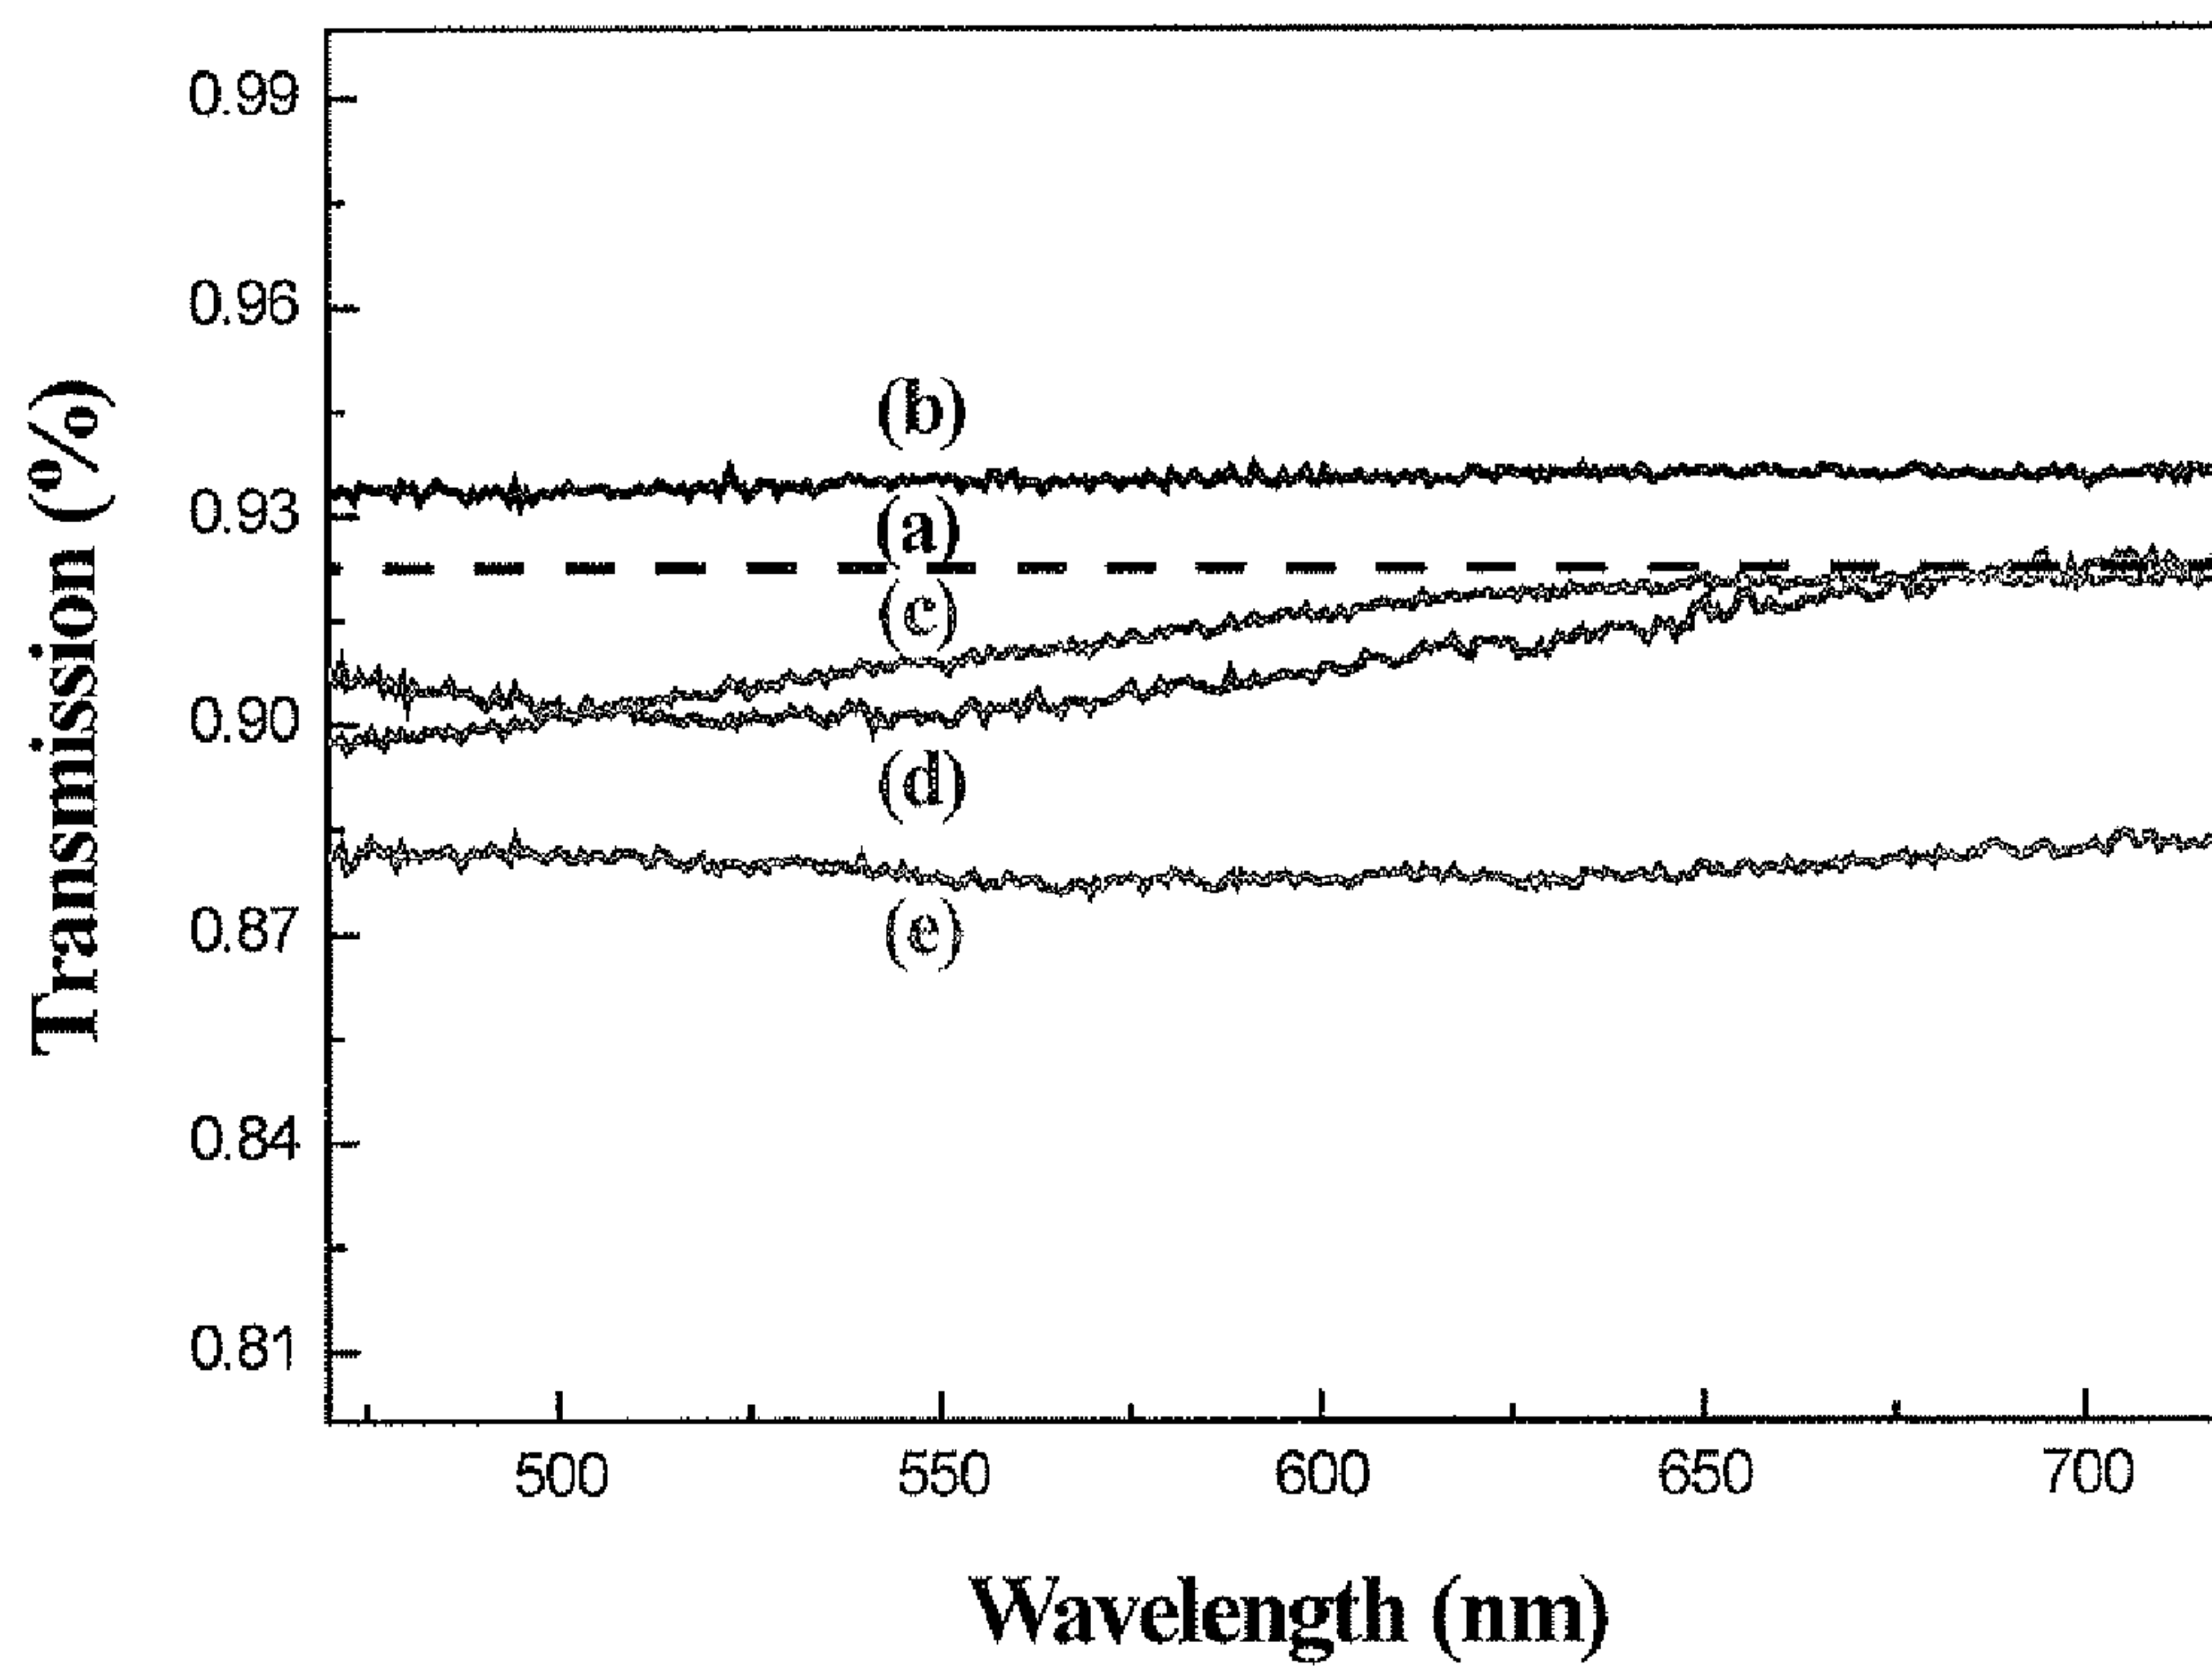 0.99
0.96
0.93
0.90
0.87
0.84
0.81
Transmission (%)
(b)
(a)
(c)
(d)
(e)
500 550 600 650 700
Wavelength (nm)